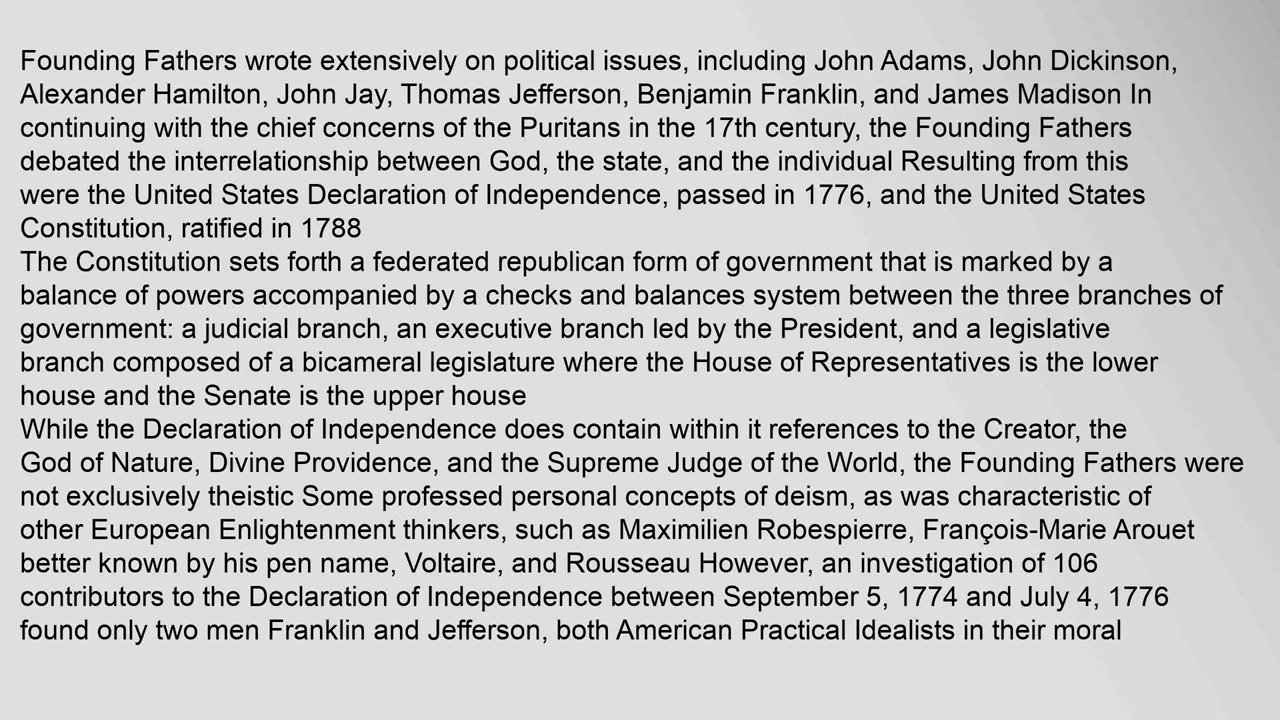 Founding Fathers wrote extensively on political issues, including John Adams, John Dickinson,
Alexander Hamilton, John Jay, Thomas Jefferson, Benjamin Franklin, and James Madison In
continuing with the chief concerns of the Puritans in the 17th century, the Founding Fathers
debated the interrelationship between God, the state, and the individual Resulting from this
were the United States Declaration of Independence, passed in 1776, and the United States
Constitution, ratified in 1788
The Constitution sets forth a federated republican form of government that is marked by a
balance of powers accompanied by a checks and balances system between the three branches of
government: a judicial branch, an executive branch led by the President, and a legislative
branch composed of a bicameral legislature where the House of Representatives is the lower
house and the Senate is the upper house
While the Declaration of Independence does contain within it references to the Creator, the
God of Nature, Divine Providence, and the Supreme Judge of the World, the Founding Fathers were
not exclusively theistic Some professed personal concepts of deism, as was characteristic of
other European Enlightenment thinkers, such as Maximilien Robespierre, François-Marie Arouet
better known by his pen name, Voltaire, and Rousseau However, an investigation of 106
contributors to the Declaration of Independence between September 5, 1774 and July 4, 1776
found only two men Franklin and Jefferson, both American Practical Idealists in their moral